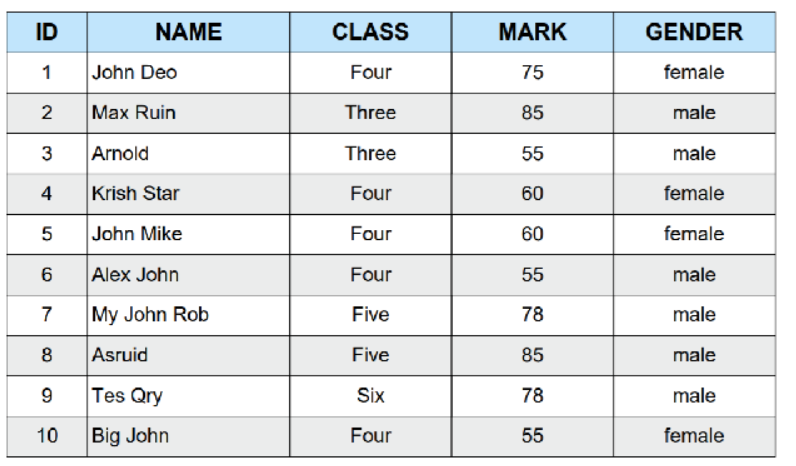 ID NAME CLASS MARK GENDER
1 John Deo Four 75 female
2 Max Ruin Three 85 male
3 Arnold Three 55 male
4 Krish Star Four 60 female
5 John Mike Four 60 female
6 Alex John Four 55 male
7 My John Rob Five 78 male
8 Asruid Five 85 male
9 Tes Qry Six 78 male
10 Big John Four 55 female